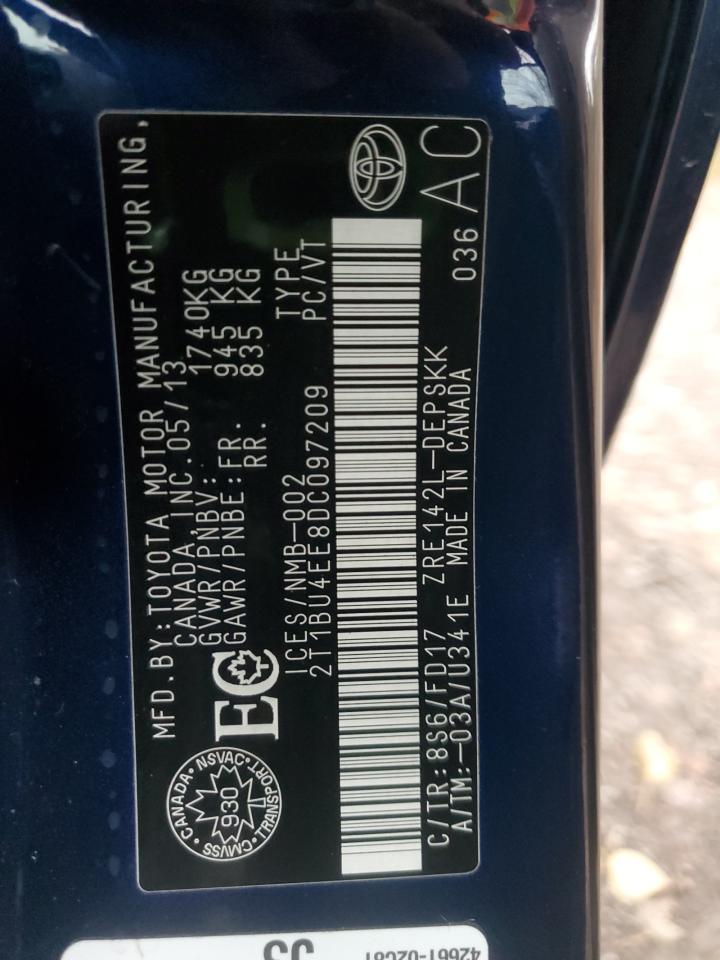 MFD.BY:TOYOTA MOTOR MANUFACTURING,
CANADA,INC.05/13
GVWR/PNBV: 1740KG
GAWR/PNBE:FR. 945 KG
RR. 835 KG
EC
ICES/NMB-002 TYPE
2T1BU4EE8DC097209 PC/VT
CANADA · NSVAC · TRANSPORT · CMVSS
930
C/TR:8S6/FD17 ZRE142L-DEPSKK
A/TM:-03A/U341E MADE IN CANADA
036 AC